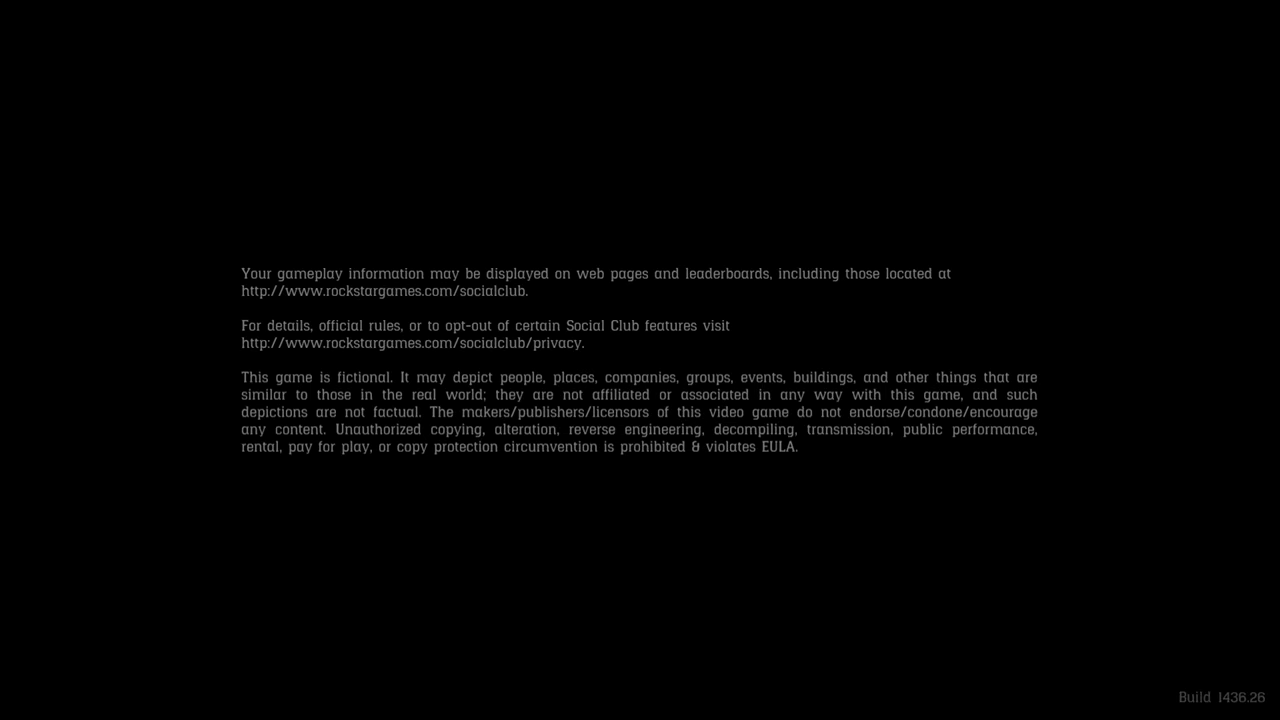 Your gameplay information may be displayed on web pages and leaderboards, including those located at
http://www.rockstargames.com/socialclub.
For details, official rules, or to opt-out of certain Social Club features visit
http://www.rockstargames.com/socialclub/privacy.
This game is fictional. It may depict people, places, companies, groups, events, buildings, and other things that are
similar to those in the real world; they are not affiliated or associated in any way with this game, and such
depictions are not factual. The makers/publishers/licensors of this video game do not endorse/condone/encourage
any content. Unauthorized copying, alteration, reverse engineering, decompiling, transmission, public performance,
rental, pay for play, or copy protection circumvention is prohibited & violates EULA.
Build 1436.26